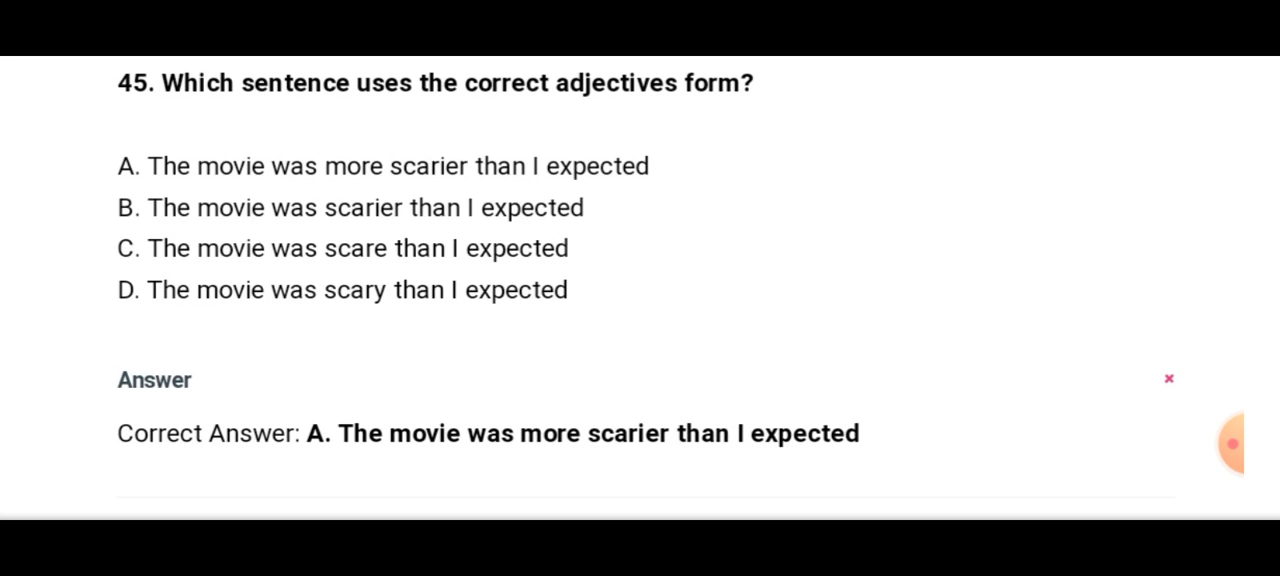 45. Which sentence uses the correct adjectives form?
A. The movie was more scarier than I expected
B. The movie was scarier than I expected
C. The movie was scare than I expected
D. The movie was scary than I expected
Answer
Correct Answer: A. The movie was more scarier than I expected